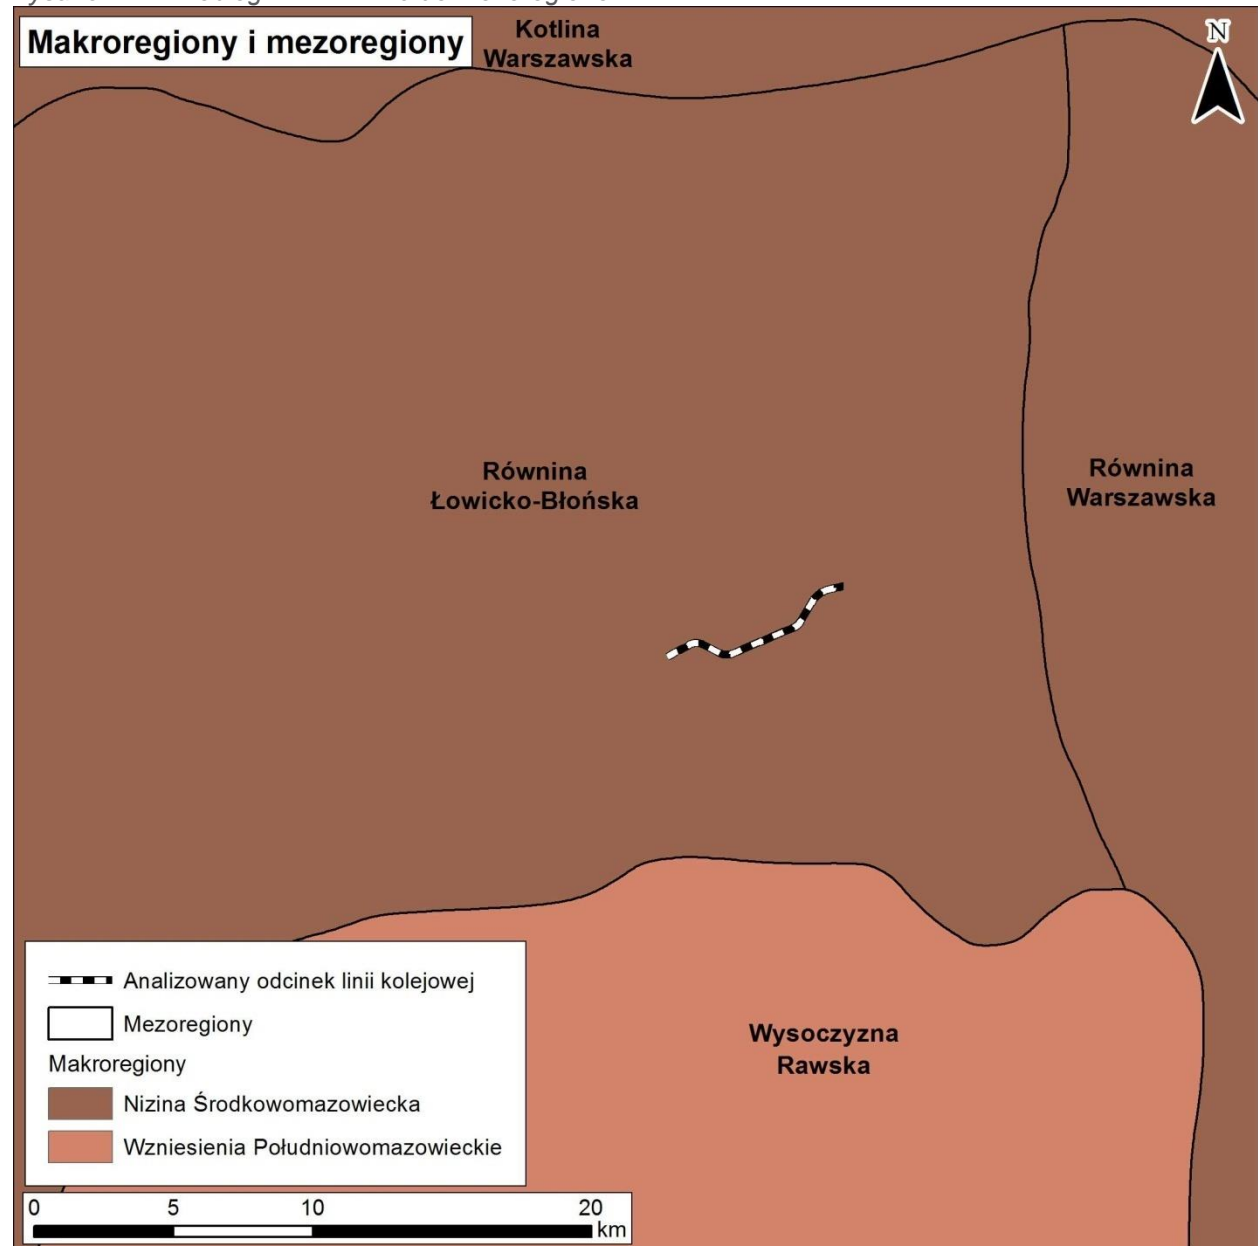 Makroregiony i mezoregiony
Kotlina
Warszawska
N
Równina
Łowicko-Błońska
Równina
Warszawska
Analizowany odcinek linii kolejowej
Mezoregiony
Makroregiony
Nizina Środkowomazowiecka
Wzniesienia Południowomazowieckie
Wysoczyzna
Rawska
0 5 10 20
km